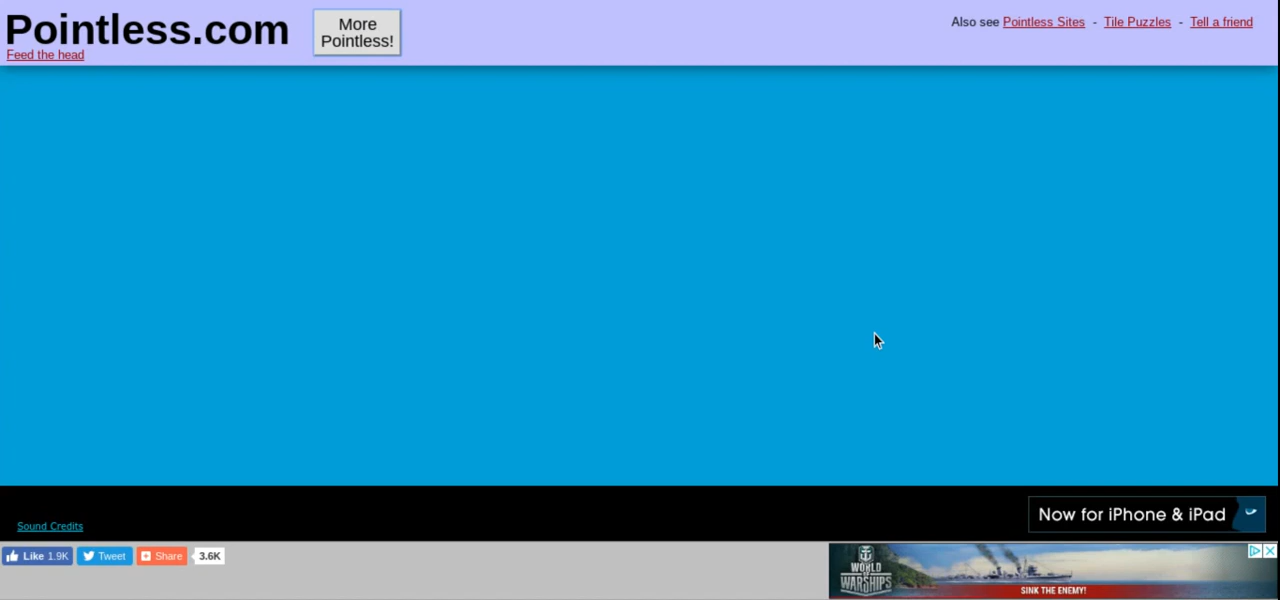 Pointless.com
More
Pointless!
Also see Pointless Sites - Tile Puzzles - Tell a friend
Feed the head
Now for iPhone & iPad
Sound Credits
Like 1.9K
Tweet
Share
3.6K
WORLD
OF
WARSHIPS
SINK THE ENEMY!